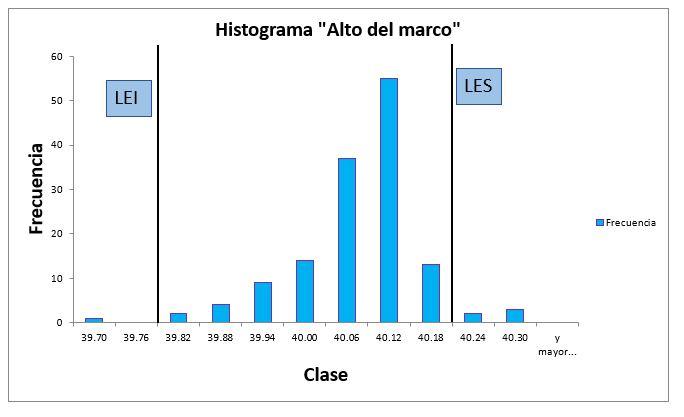 Histograma "Alto del marco"
LEI
LES
Frecuencia
60
50
40
30
20
10
0
39.70 39.76 39.82 39.88 39.94 40.00 40.06 40.12 40.18 40.24 40.30 y
mayor...
Clase
Frecuencia